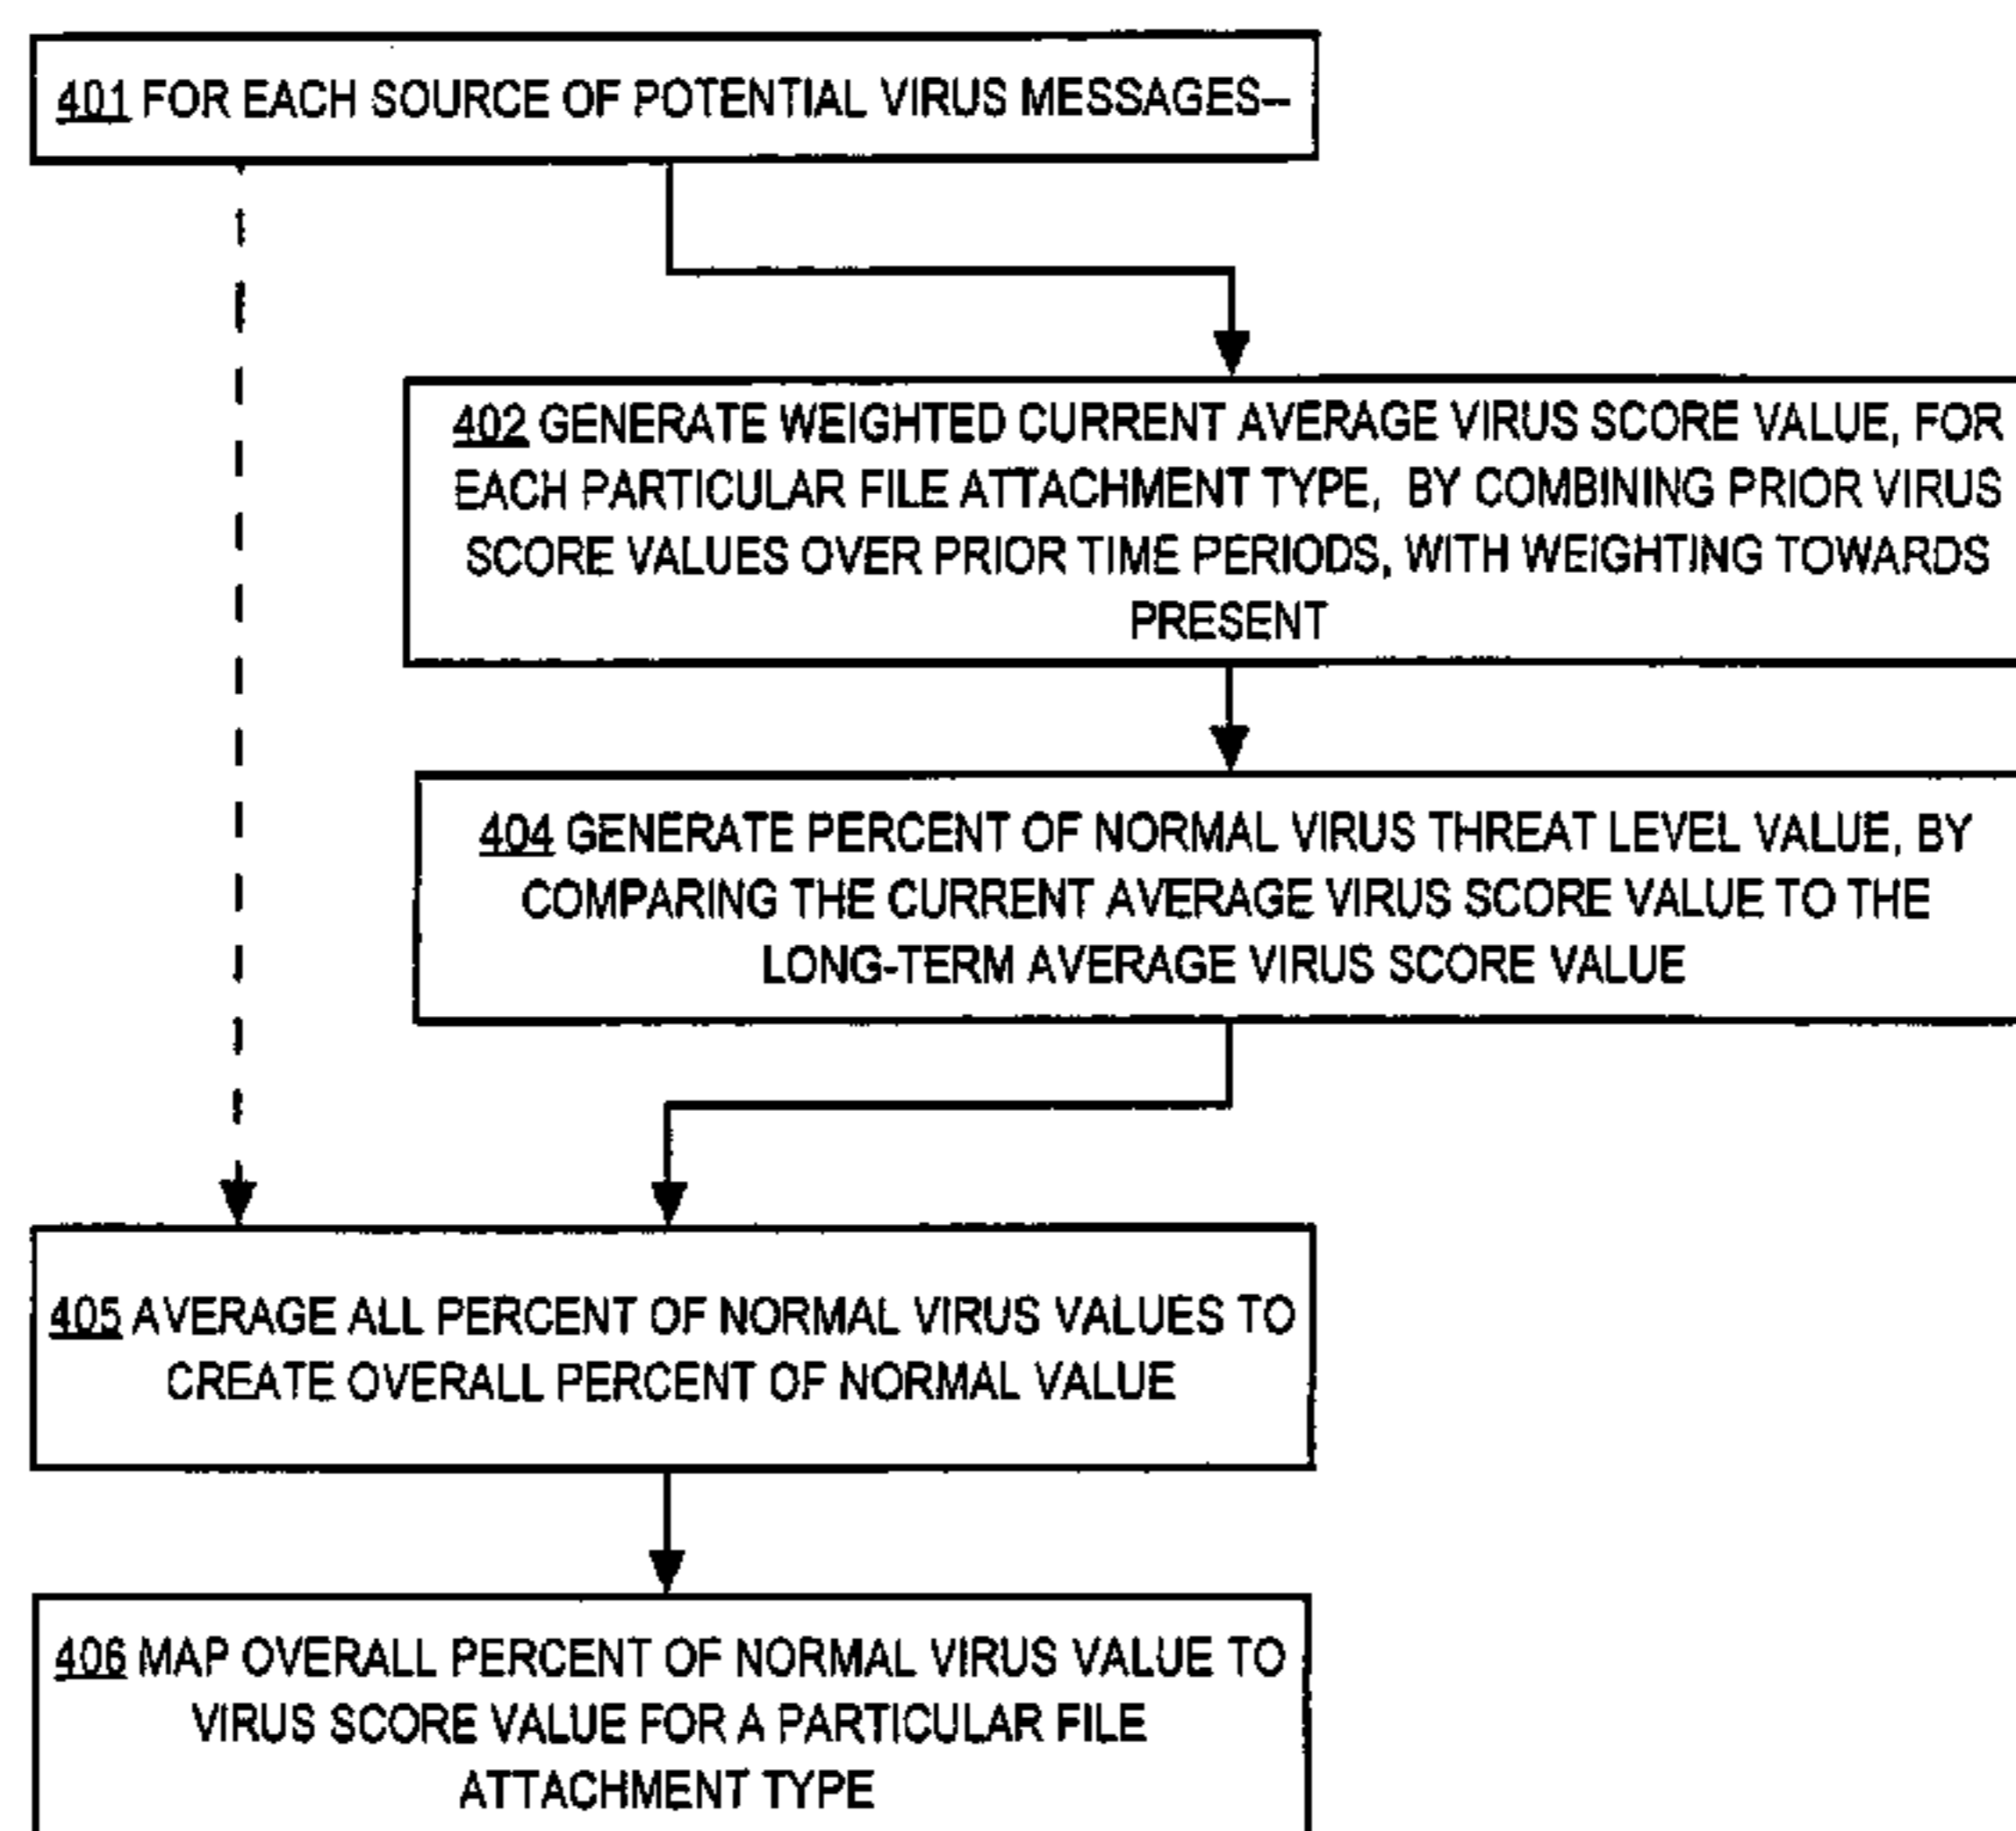 401 FOR EACH SOURCE OF POTENTIAL VIRUS MESSAGES--
402 GENERATE WEIGHTED CURRENT AVERAGE VIRUS SCORE VALUE, FOR
EACH PARTICULAR FILE ATTACHMENT TYPE, BY COMBINING PRIOR VIRUS
SCORE VALUES OVER PRIOR TIME PERIODS, WITH WEIGHTING TOWARDS
PRESENT
404 GENERATE PERCENT OF NORMAL VIRUS THREAT LEVEL VALUE, BY
COMPARING THE CURRENT AVERAGE VIRUS SCORE VALUE TO THE
LONG-TERM AVERAGE VIRUS SCORE VALUE
405 AVERAGE ALL PERCENT OF NORMAL VIRUS VALUES TO
CREATE OVERALL PERCENT OF NORMAL VALUE
406 MAP OVERALL PERCENT OF NORMAL VIRUS VALUE TO
VIRUS SCORE VALUE FOR A PARTICULAR FILE
ATTACHMENT TYPE